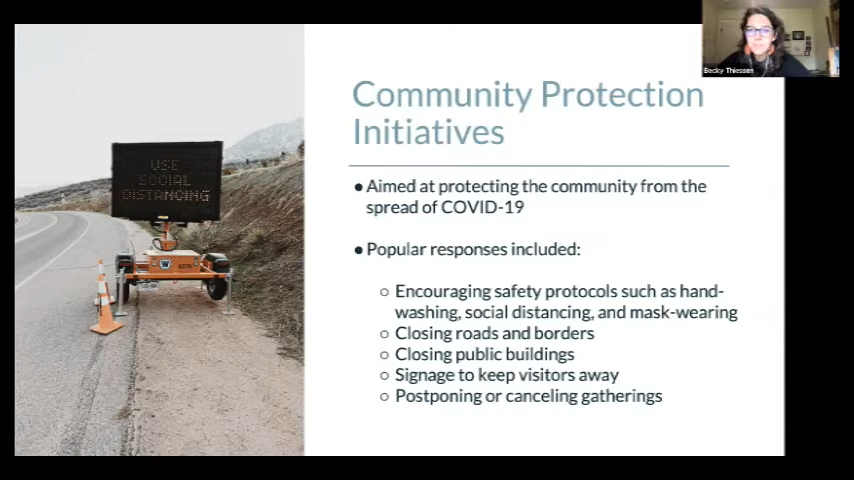 Becky Thiessen
Community Protection
Initiatives
● Aimed at protecting the community from the
spread of COVID-19
● Popular responses included:
○ Encouraging safety protocols such as hand-
washing, social distancing, and mask-wearing
○ Closing roads and borders
○ Closing public buildings
○ Signage to keep visitors away
○ Postponing or canceling gatherings
USE
SOCIAL
DISTANCING